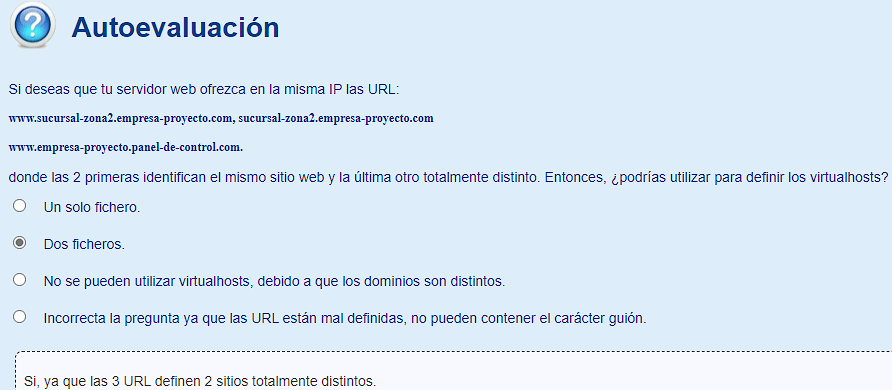 Autoevaluación
Si deseas que tu servidor web ofrezca en la misma IP las URL:
www.sucursal-zona2.empresa-proyecto.com, sucursal-zona2.empresa-proyecto.com
www.empresa-proyecto.panel-de-control.com.
donde las 2 primeras identifican el mismo sitio web y la última otro totalmente distinto. Entonces, ¿podrías utilizar para definir los virtualhosts?
Un solo fichero.
Dos ficheros.
No se pueden utilizar virtualhosts, debido a que los dominios son distintos.
Incorrecta la pregunta ya que las URL están mal definidas, no pueden contener el carácter guión.
Si, ya que las 3 URL definen 2 sitios totalmente distintos.